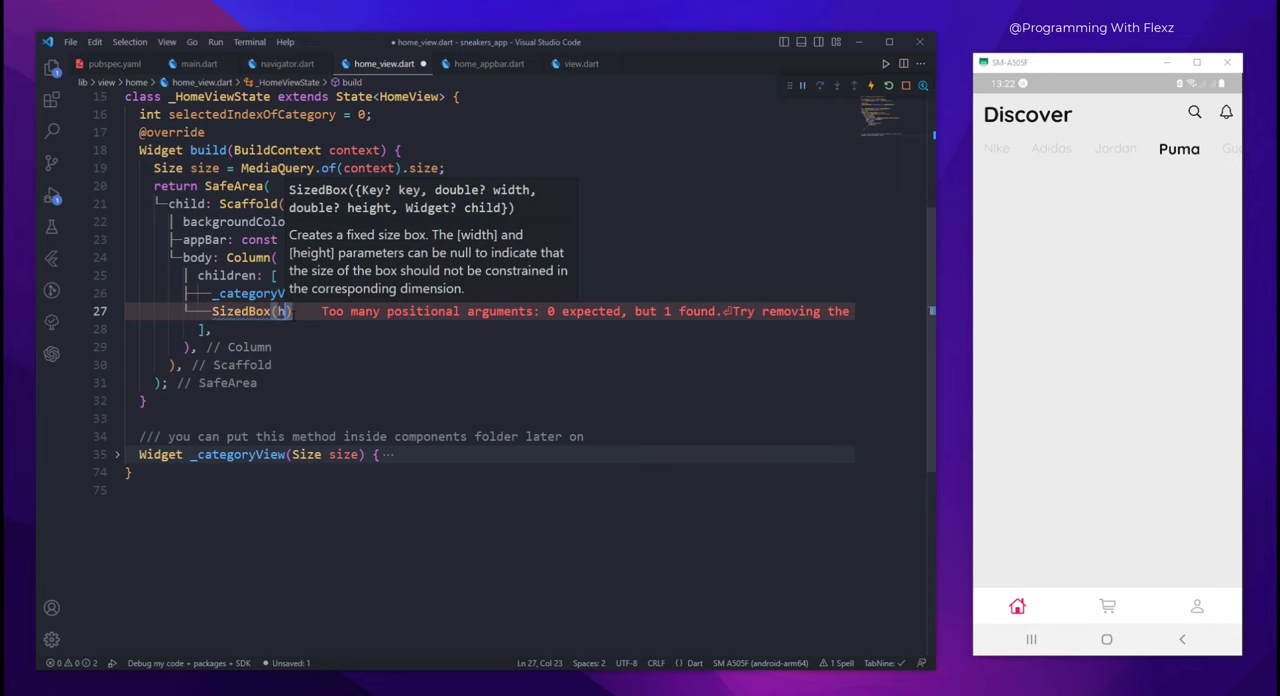 @Programming With Flexz
File Edit Selection View Go Run Terminal Help
● home_view.dart - sneakers_app - Visual Studio Code
SM-A505F
pubspec.yaml main.dart navigator.dart home_view.dart ● home_appbar.dart view.dart
lib > view > home > home_view.dart > _HomeViewState > build
15 class _HomeViewState extends State<HomeView> {
16 int selectedIndexOfCategory = 0;
17 @override
18 Widget build(BuildContext context) {
19 Size size = MediaQuery.of(context).size;
20 return SafeArea(
21 child: Scaffold(
22 backgroundColo
23 appBar: const
24 body: Column(
25 children: [
26 _categoryV
27 SizedBox(h) Too many positional arguments: 0 expected, but 1 found.⏎Try removing the
28 ],
29 ), // Column
30 ), // Scaffold
31 ); // SafeArea
32 }
33
34 /// you can put this method inside components folder later on
35 Widget _categoryView(Size size) { ···
74 }
75
SizedBox({Key? key, double? width,
double? height, Widget? child})
Creates a fixed size box. The [width] and
[height] parameters can be null to indicate that
the size of the box should not be constrained in
the corresponding dimension.
13:22
Discover
Nike Adidas Jordan Puma
0 0 2 Debug my code + packages + SDK ● Unsaved: 1 Ln 27, Col 23 Spaces: 2 UTF-8 CRLF {} Dart SM A505F (android-arm64) 1 Spell TabNine: ✓